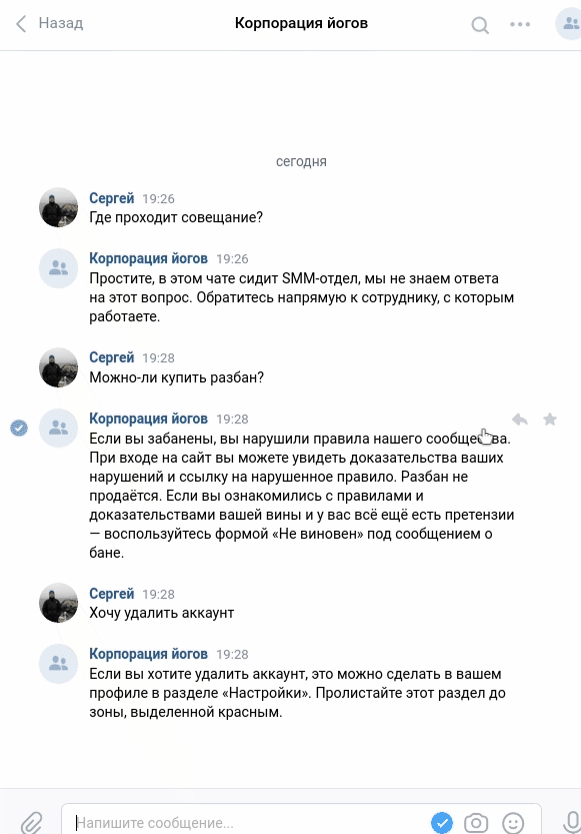 Назад
Корпорация йогов
сегодня
Сергей 19:26
Где проходит совещание?
Корпорация йогов 19:26
Простите, в этом чате сидит SMM-отдел, мы не знаем ответа
на этот вопрос. Обратитесь напрямую к сотруднику, с которым
работаете.
Сергей 19:28
Можно-ли купить разбан?
Корпорация йогов 19:28
Если вы забанены, вы нарушили правила нашего сообщества.
При входе на сайт вы можете увидеть доказательства ваших
нарушений и ссылку на нарушенное правило. Разбан не
продаётся. Если вы ознакомились с правилами и
доказательствами вашей вины и у вас всё ещё есть претензии
— воспользуйтесь формой «Не виновен» под сообщением о
бане.
Сергей 19:28
Хочу удалить аккаунт
Корпорация йогов 19:28
Если вы хотите удалить аккаунт, это можно сделать в вашем
профиле в разделе «Настройки». Пролистайте этот раздел до
зоны, выделенной красным.
Напишите сообщение...